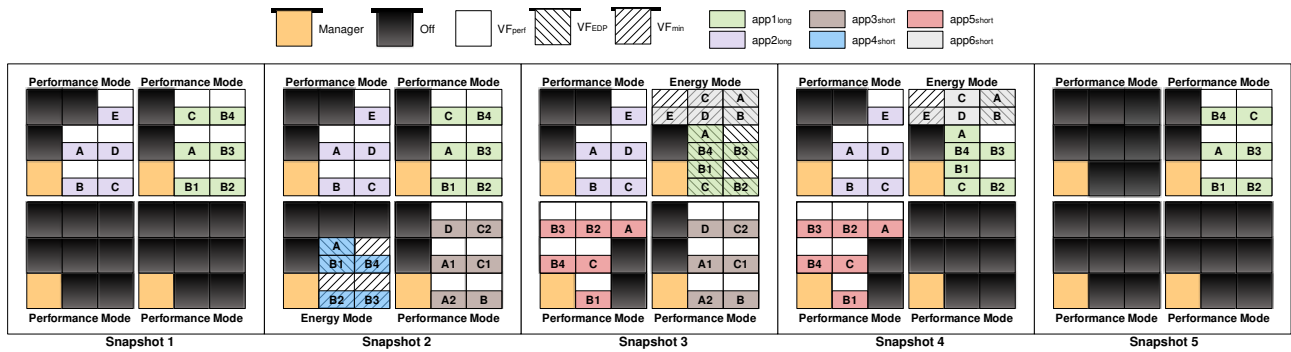 Manager Off VFperf VFEDP VFmin app1long app3short app5short
app2long app4short app6short
Performance Mode Performance Mode Performance Mode Performance Mode Performance Mode Energy Mode Performance Mode Energy Mode Performance Mode Performance Mode
C A C A
E C B4 E C B4 E E D B E E D B B4 C
A A
A D A B3 A D A B3 A D B4 B3 A D B4 B3 A B3
B1 B1
B C B1 B2 B C B1 B2 B C C B2 B C C B2 B1 B2
D C2 B3 B2 A D C2 B3 B2 A
A
B1 B4 A1 C1 B4 C A1 C1 B4 C
B2 B3 A2 B B1 A2 B B1
Performance Mode Performance Mode Energy Mode Performance Mode Performance Mode Performance Mode Performance Mode Performance Mode Performance Mode Performance Mode
Snapshot 1 Snapshot 2 Snapshot 3 Snapshot 4 Snapshot 5